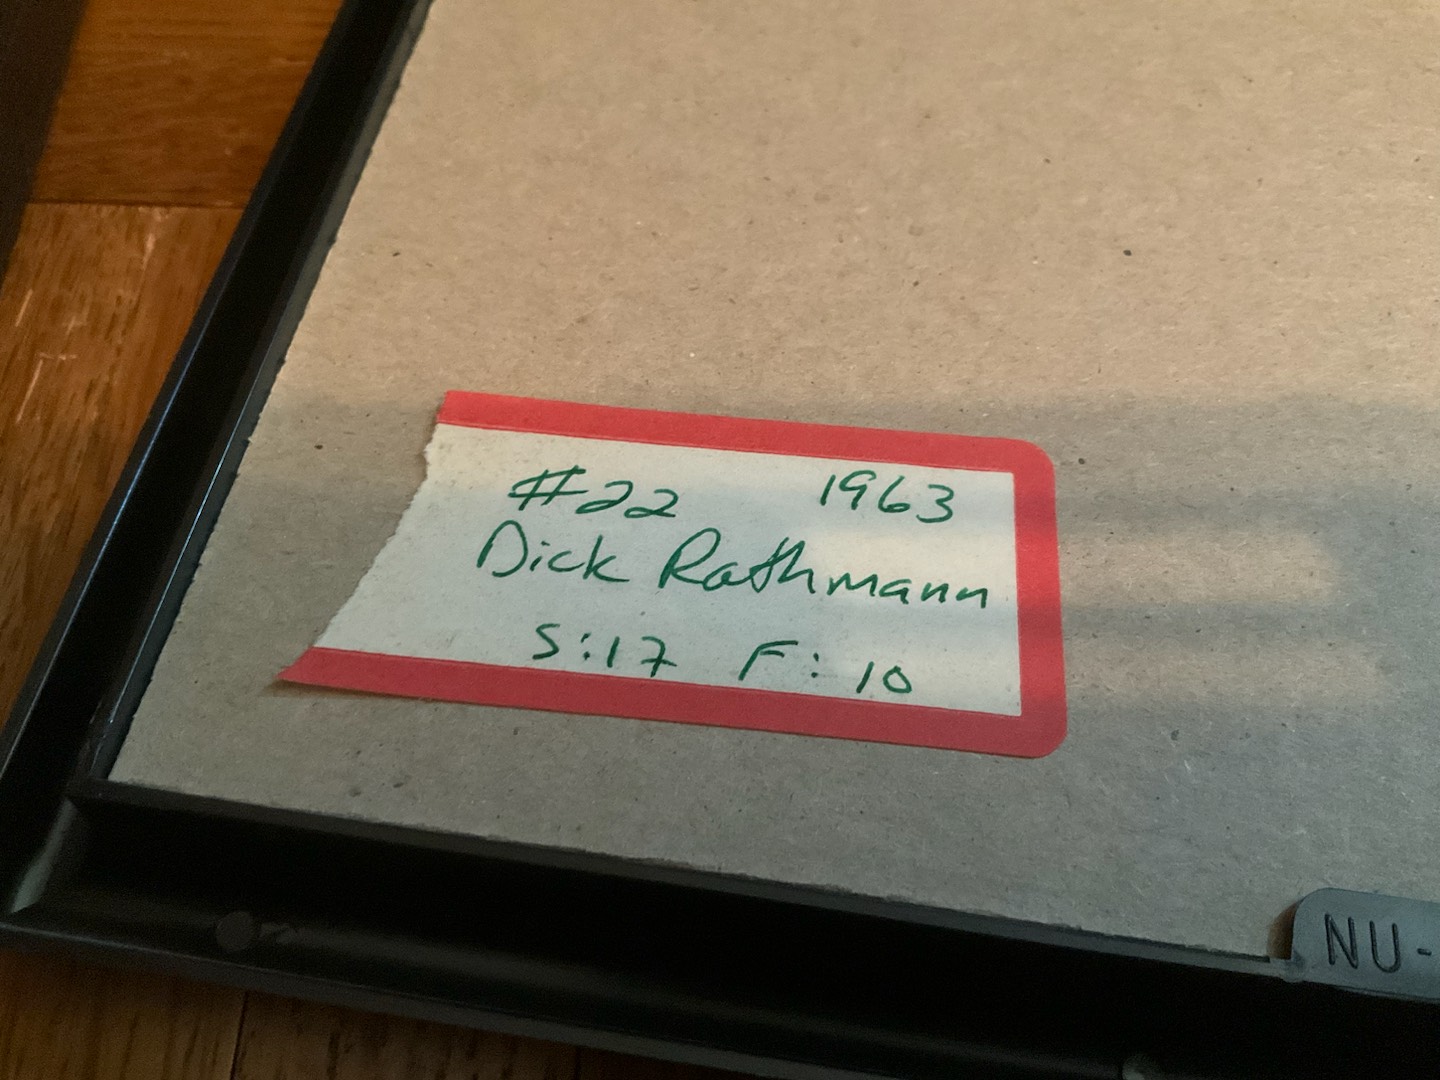 #22 1963
Dick Rathmann
S:17 F: 10
NU-